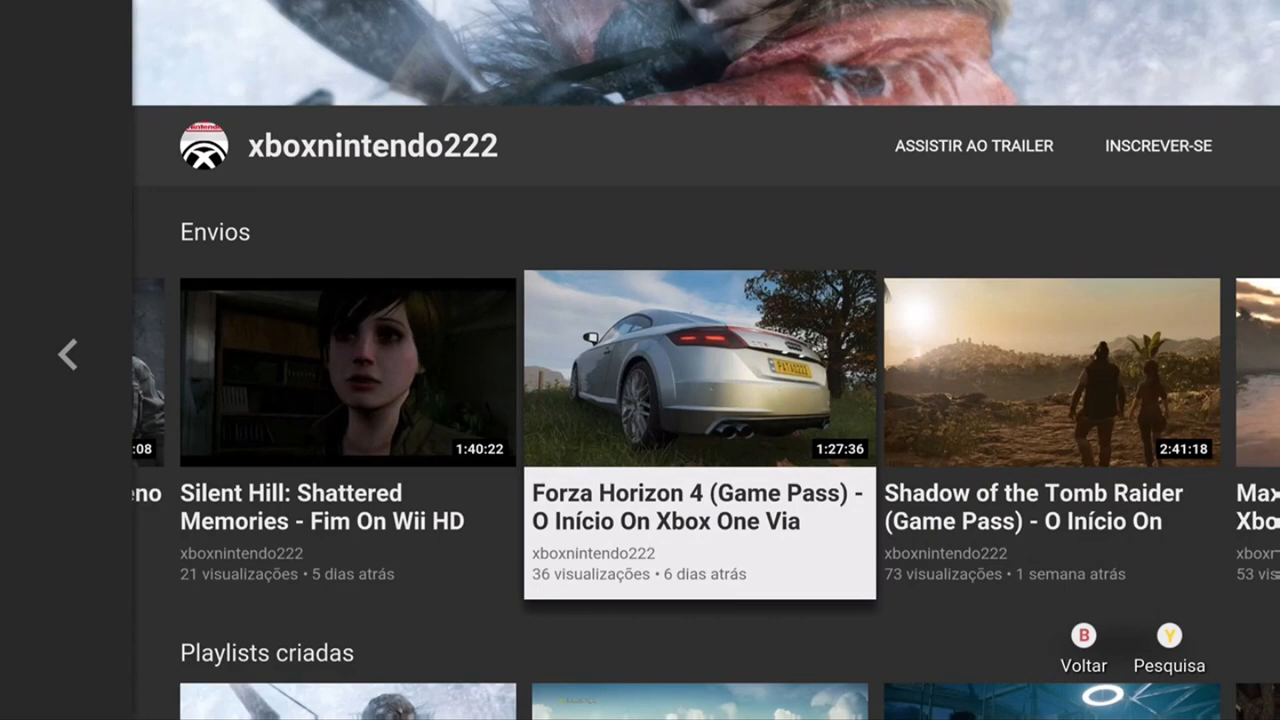 xboxnintendo222
ASSISTIR AO TRAILER
INSCREVER-SE
Envios
:08
1:40:22
1:27:36
2:41:18
eno
Silent Hill: Shattered
Memories - Fim On Wii HD
xboxnintendo222
21 visualizações • 5 dias atrás
Forza Horizon 4 (Game Pass) -
O Início On Xbox One Via
xboxnintendo222
36 visualizações • 6 dias atrás
Shadow of the Tomb Raider
(Game Pass) - O Início On
xboxnintendo222
73 visualizações • 1 semana atrás
Max
Xbo
53 vis
B
Voltar
Y
Pesquisa
Playlists criadas